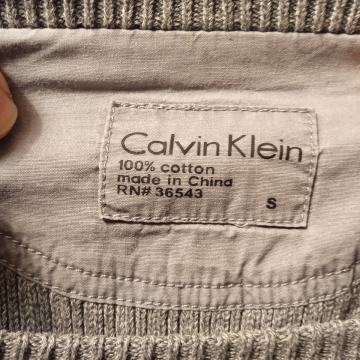 Calvin Klein
100% cotton
made in China
RN# 36543
S